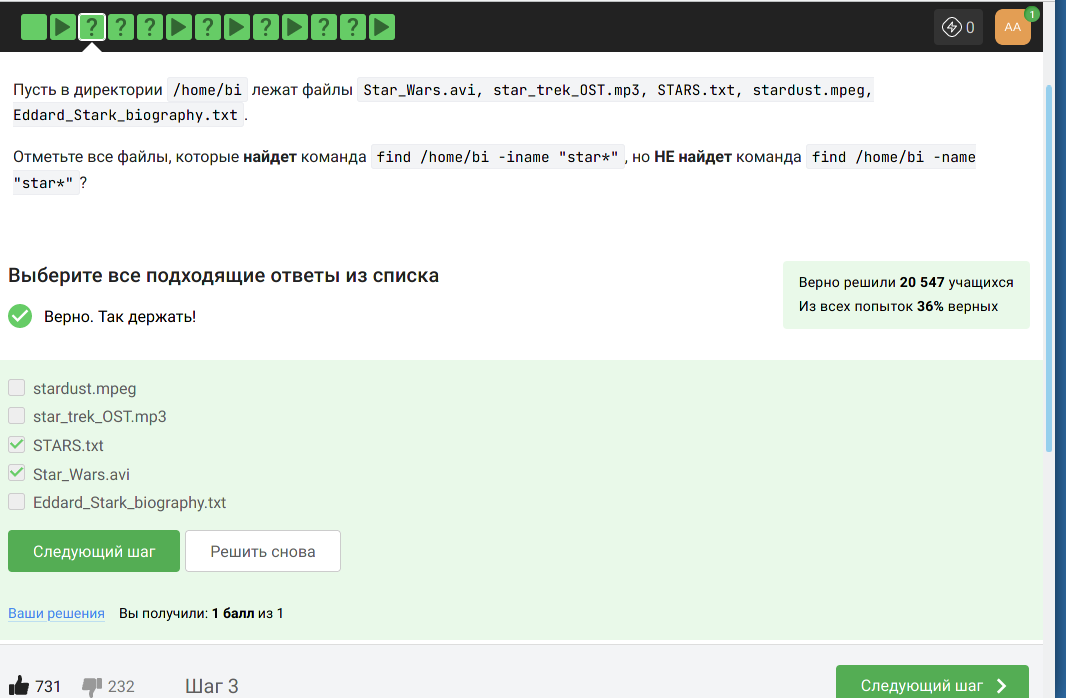 ? ? ? ? ? ? 0 AA 1
Пусть в директории /home/bi лежат файлы Star_Wars.avi, star_trek_OST.mp3, STARS.txt, stardust.mpeg,
Eddard_Stark_biography.txt.
Отметьте все файлы, которые найдет команда find /home/bi -iname "star*", но НЕ найдет команда find /home/bi -name
"star*"?
Выберите все подходящие ответы из списка
Верно решили 20 547 учащихся
Из всех попыток 36% верных
Верно. Так держать!
stardust.mpeg
star_trek_OST.mp3
STARS.txt
Star_Wars.avi
Eddard_Stark_biography.txt
Следующий шаг Решить снова
Ваши решения Вы получили: 1 балл из 1
731 232 Шаг 3 Следующий шаг